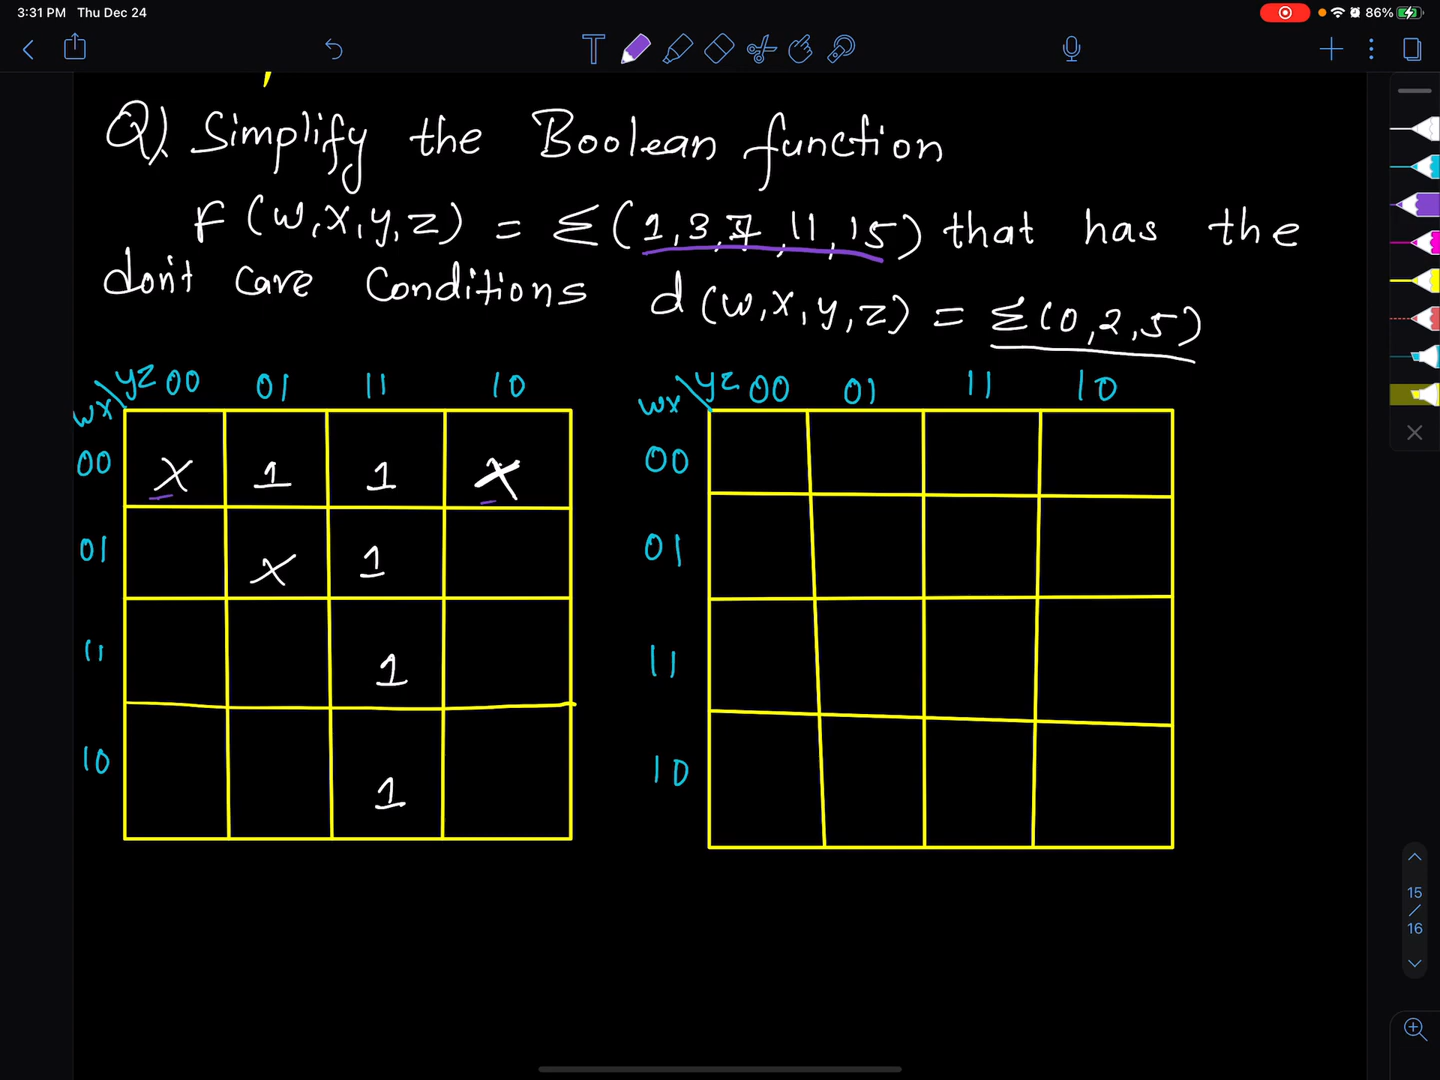 3:31 PM Thu Dec 24
86%
Q) Simplify the Boolean function
F(w,x,y,z) = Σ(1,3,7,11,15) that has the
don't care conditions d(w,x,y,z) = Σ(0,2,5)
wx\yz 00 01 11 10
00 X 1 1 X
01 X 1
11 1
10 1
wx\yz 00 01 11 10
00
01
11
10
15
/
16